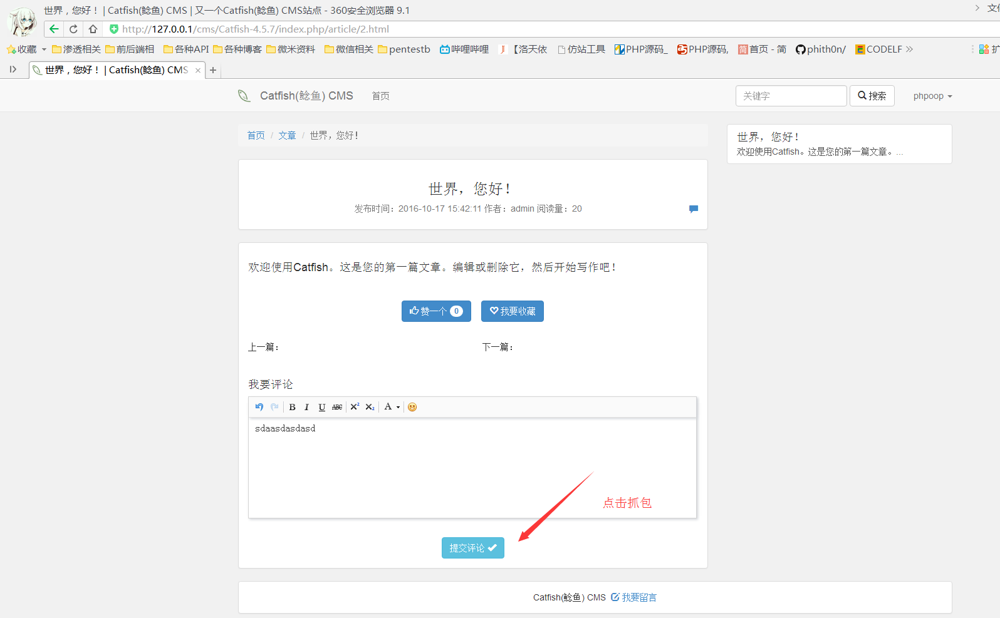 世界，您好！ | Catfish(鲶鱼) CMS | 又一个Catfish(鲶鱼) CMS站点 - 360安全浏览器 9.1
http://127.0.0.1/cms/Catfish-4.5.7/index.php/article/2.html
收藏 渗透相关 前后端相 各种API 各种博客 微米资料 微信相关 pentestb 哔哩哔哩 【洛天依 仿站工具 PHP源码_ PHP源码, 首页 - 简 phith0n/ CODELF
世界，您好！ | Catfish(鲶鱼) CMS
Catfish(鲶鱼) CMS 首页 关键字 搜索 phpoop
首页 / 文章 / 世界，您好！
世界，您好！
欢迎使用Catfish。这是您的第一篇文章。...
世界，您好！
发布时间：2016-10-17 15:42:11 作者：admin 阅读量：20
欢迎使用Catfish。这是您的第一篇文章。编辑或删除它，然后开始写作吧！
赞一个 0 我要收藏
上一篇： 下一篇：
我要评论
B I U ABC X² X₂ A
sdaasdasdasd
点击抓包
提交评论
Catfish(鲶鱼) CMS 我要留言